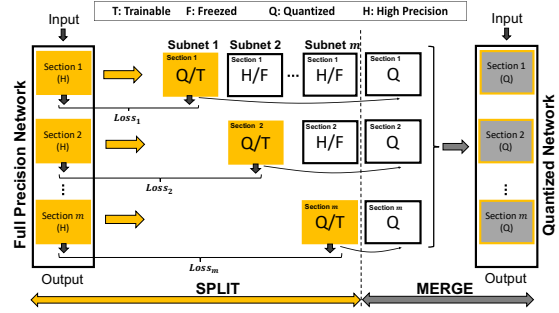 T: Trainable F: Freezed Q: Quantized H: High Precision
Input
Subnet 1 Subnet 2 Subnet m
Input
Full Precision Network
Section 1
(H)
Section 1
Q/T
H/F
...
Section 1
H/F
Section 1
Q
Section 1
(Q)
Loss₁
Section 2
(H)
Section 2
Q/T
Section 2
H/F
Section 2
Q
Section 2
(Q)
Loss₂
...
...
Section m
(H)
Section m
Q/T
Section m
Q
Section m
(Q)
Lossₘ
Quantized Network
Output
Output
SPLIT
MERGE